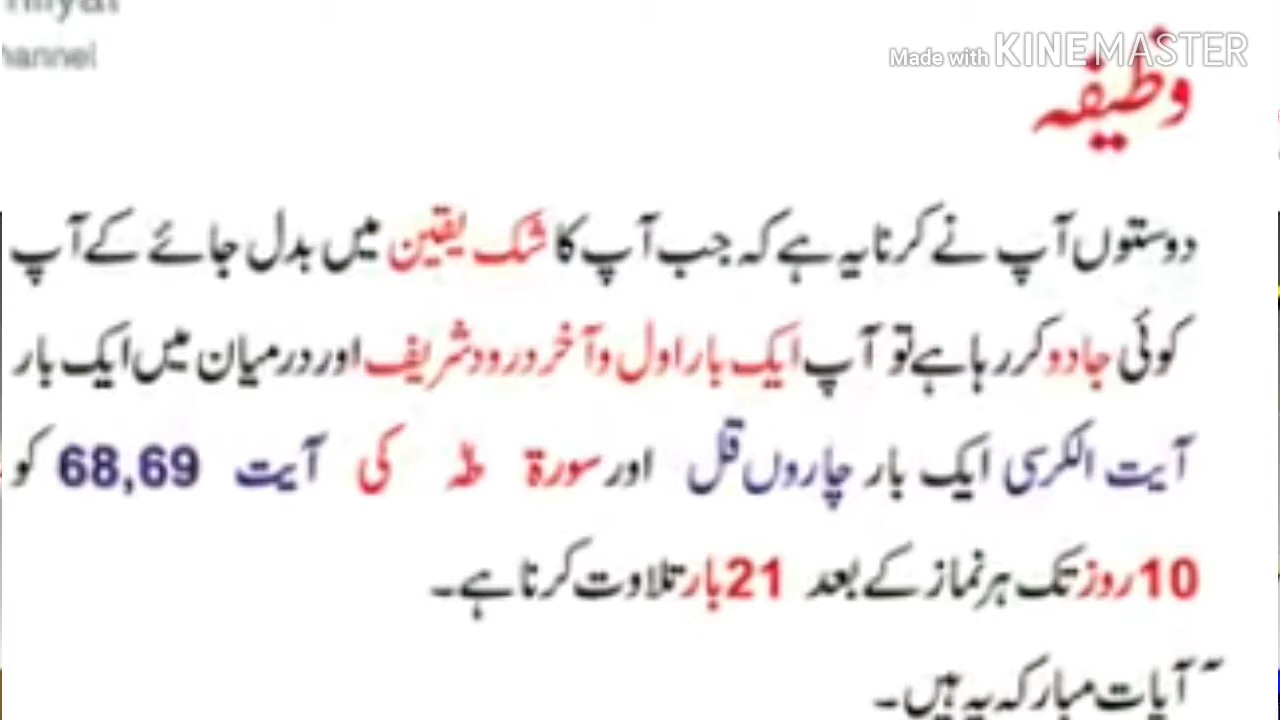 hannel
Made with KINEMASTER
وظیفہ
دوستوں آپ نے کرنا یہ ہے کہ جب آپ کا شک یقین میں بدل جائے کے آپ
کوئی جادو کر رہا ہے تو آپ ایک بار اول و آخر درود شریف اور درمیان میں ایک بار
آیت الکرسی ایک بار چاروں قل اور سورۃ طہٰ کی آیت 68,69 کو
10 روز تک ہر نماز کے بعد 21 بار تلاوت کرنا ہے۔
آیات مبارکہ یہ ہیں۔